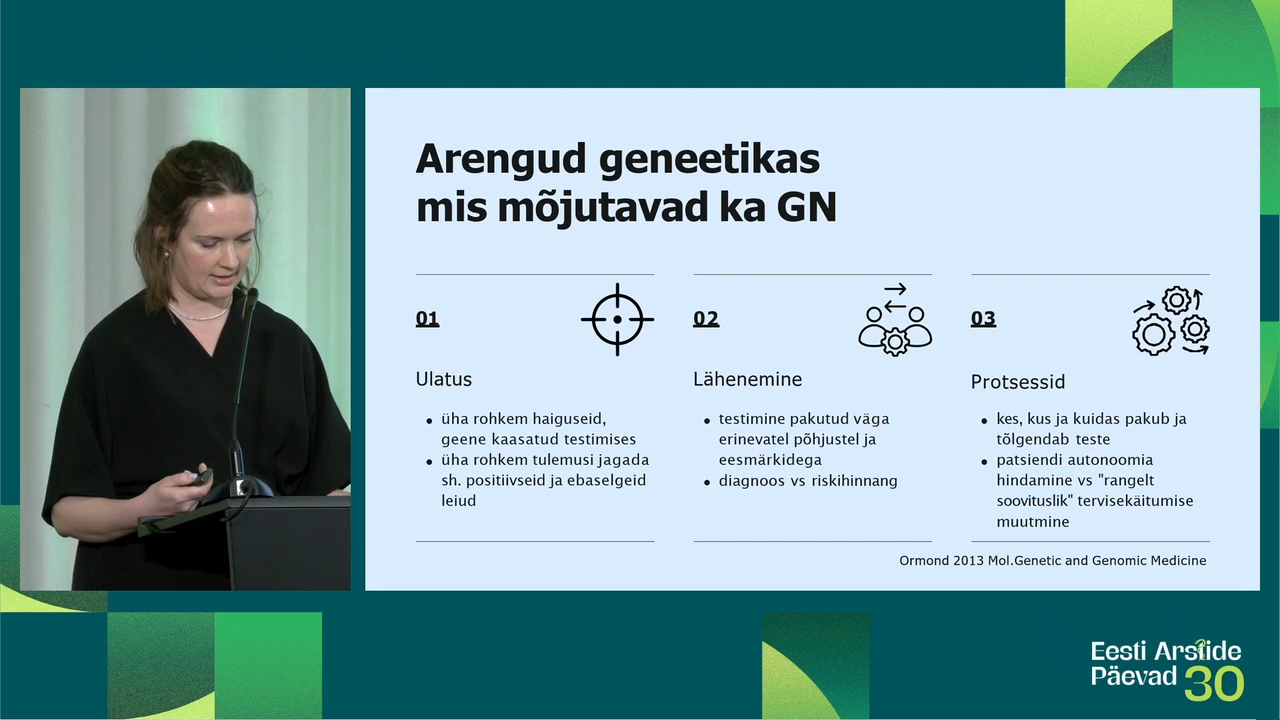 Arengud geneetikas
mis mõjutavad ka GN
01
Ulatus
• üha rohkem haiguseid,
geene kaasatud testimises
• üha rohkem tulemusi jagada
sh. positiivseid ja ebaselgeid
leiud
02
Lähenemine
• testimine pakutud väga
erinevatel põhjustel ja
eesmärkidega
• diagnoos vs riskihinnang
03
Protsessid
• kes, kus ja kuidas pakub ja
tõlgendab teste
• patsiendi autonoomia
hindamine vs "rangelt
soovituslik" tervisekäitumise
muutmine
Ormond 2013 Mol.Genetic and Genomic Medicine
Eesti Arstide
Päevad 30